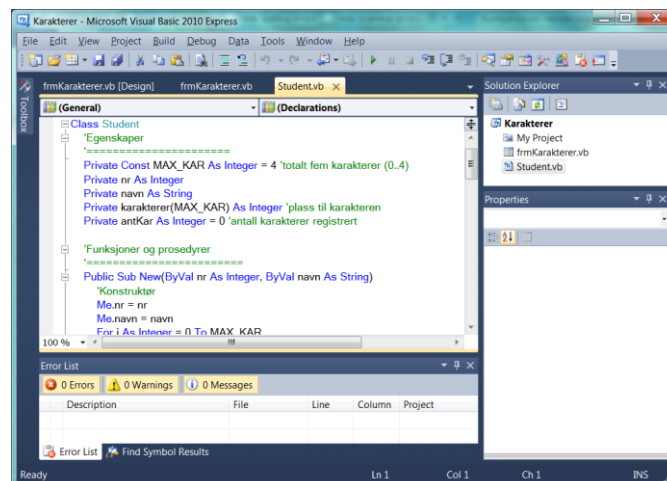 Karakterer - Microsoft Visual Basic 2010 Express
File Edit View Project Build Debug Data Tools Window Help
frmKarakterer.vb [Design] frmKarakterer.vb Student.vb
Toolbox
(General) (Declarations)
Class Student
'Egenskaper
'=======================
Private Const MAX_KAR As Integer = 4 'totalt fem karakterer (0..4)
Private nr As Integer
Private navn As String
Private karakterer(MAX_KAR) As Integer 'plass til karakteren
Private antKar As Integer = 0 'antall karakterer registrert
'Funksjoner og prosedyrer
'=========================
Public Sub New(ByVal nr As Integer, ByVal navn As String)
'Konstruktør
Me.nr = nr
Me.navn = navn
For i As Integer = 0 To MAX_KAR
100 %
Solution Explorer
Karakterer
My Project
frmKarakterer.vb
Student.vb
Properties
Error List
0 Errors 0 Warnings 0 Messages
Description File Line Column Project
Error List Find Symbol Results
Ready Ln 1 Col 1 Ch 1 INS